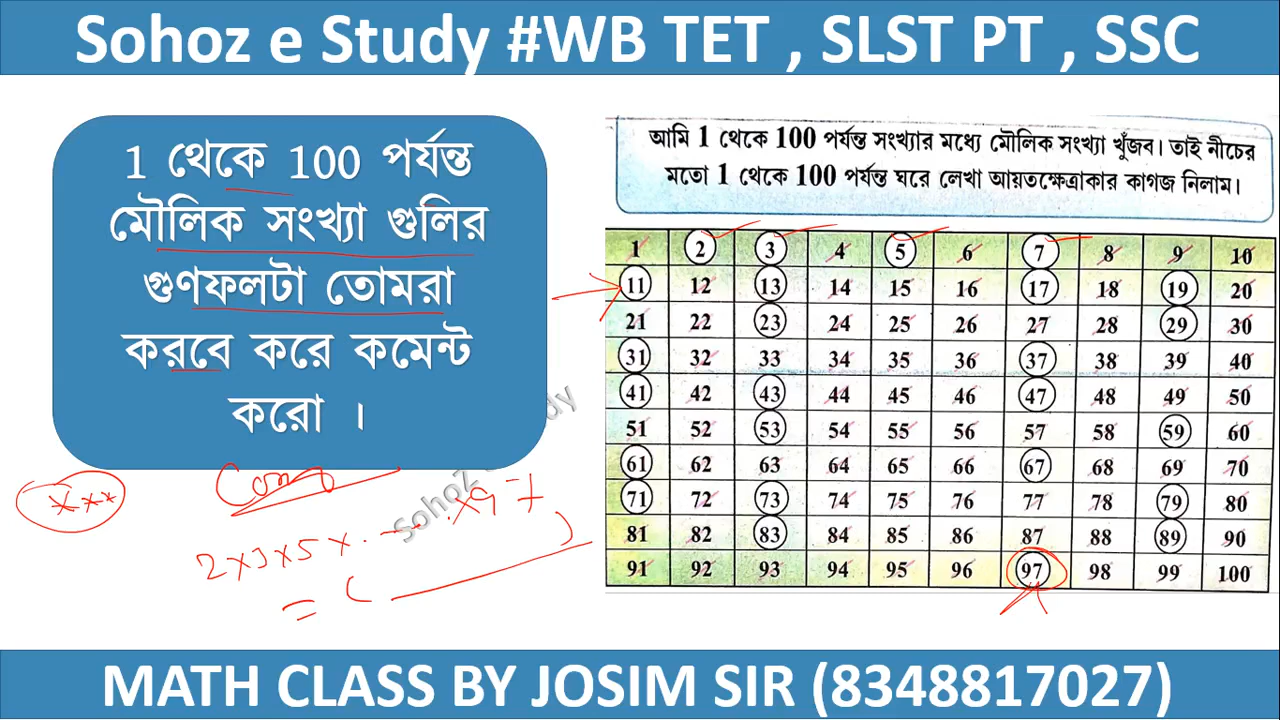 Sohoz e Study #WB TET , SLST PT , SSC
1 থেকে 100 পর্যন্ত
মৌলিক সংখ্যা গুলির
গুণফলটা তোমরা
করবে করে কমেন্ট
করো ।
আমি 1 থেকে 100 পর্যন্ত সংখ্যার মধ্যে মৌলিক সংখ্যা খুঁজব। তাই নীচের
মতো 1 থেকে 100 পর্যন্ত ঘরে লেখা আয়তক্ষেত্রাকার কাগজ নিলাম।
1 2 3 4 5 6 7 8 9 10
11 12 13 14 15 16 17 18 19 20
21 22 23 24 25 26 27 28 29 30
31 32 33 34 35 36 37 38 39 40
41 42 43 44 45 46 47 48 49 50
51 52 53 54 55 56 57 58 59 60
61 62 63 64 65 66 67 68 69 70
71 72 73 74 75 76 77 78 79 80
81 82 83 84 85 86 87 88 89 90
91 92 93 94 95 96 97 98 99 100
×××
2×3×5×.--- .×97
= ( )
SohoZ
MATH CLASS BY JOSIM SIR (8348817027)